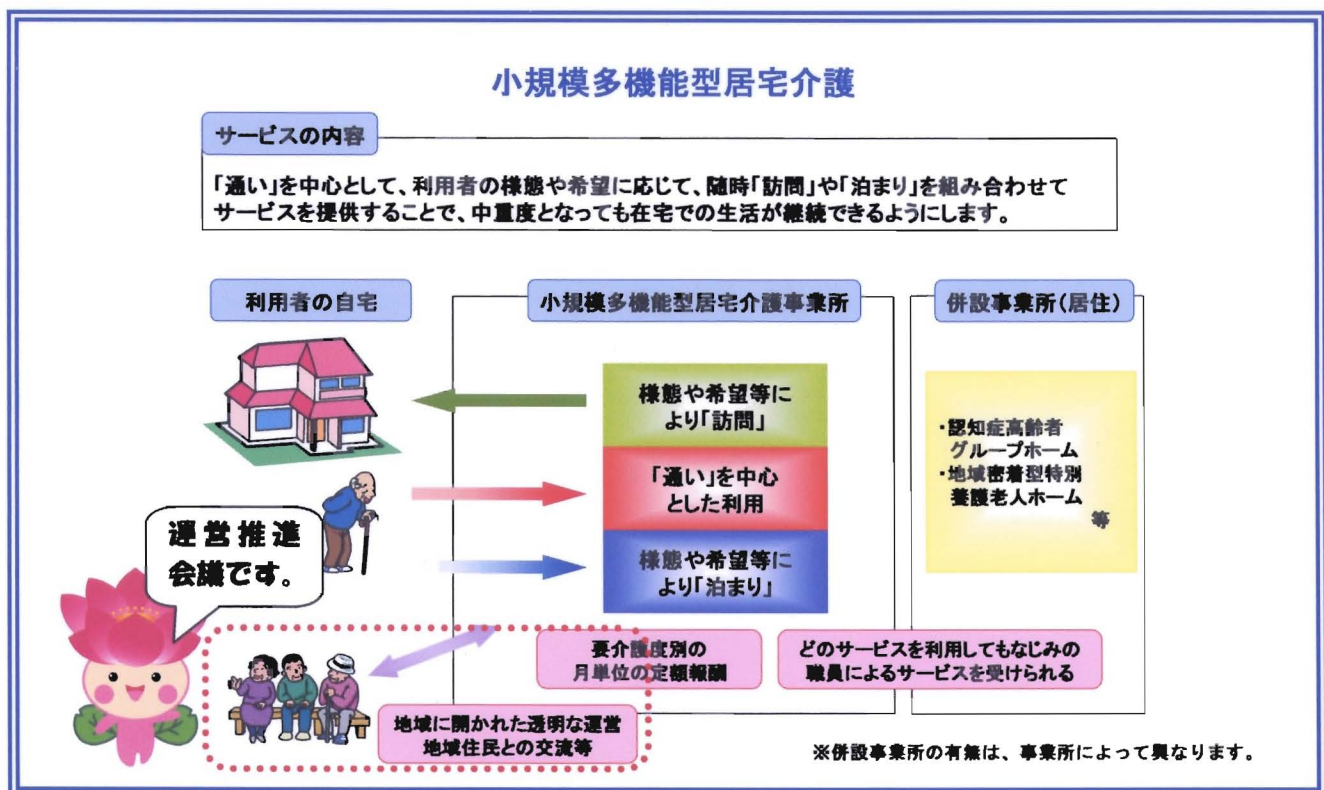 小規模多機能型居宅介護
サービスの内容
「通い」を中心として、利用者の様態や希望に応じて、随時「訪問」や「泊まり」を組み合わせて
サービスを提供することで、中重度となっても在宅での生活が継続できるようにします。
利用者の自宅
小規模多機能型居宅介護事業所
併設事業所(居住)
様態や希望等に
より「訪問」
「通い」を中心
とした利用
様態や希望等に
より「泊まり」
・認知症高齢者
グループホーム
・地域密着型特別
養護老人ホーム
等
運営推進
会議です。
要介護度別の
月単位の定額報酬
どのサービスを利用してもなじみの
職員によるサービスを受けられる
地域に開かれた透明な運営
地域住民との交流等
※併設事業所の有無は、事業所によって異なります。